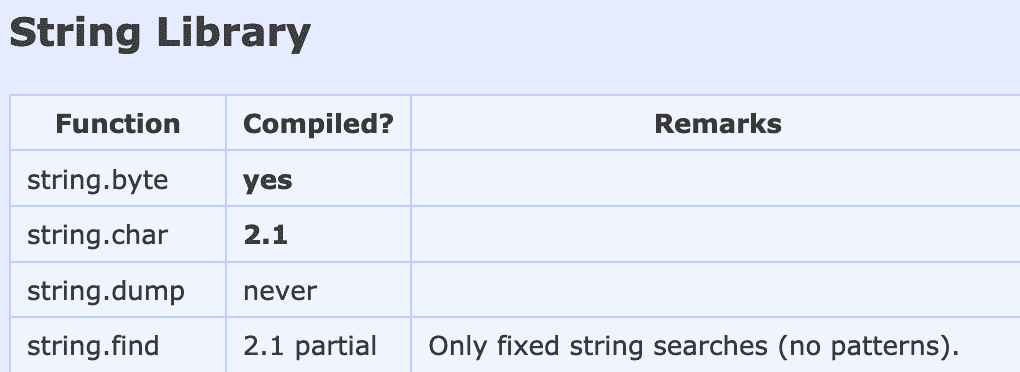 String Library
Function Compiled? Remarks
string.byte yes
string.char 2.1
string.dump never
string.find 2.1 partial Only fixed string searches (no patterns).